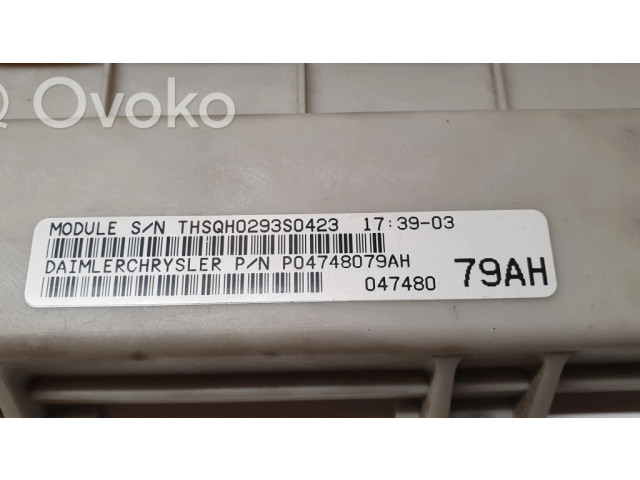 Ovoko
MODULE S/N THSQH0293S0423 17:39-03
DAIMLERCHRYSLER P/N P04748079AH
047480 79AH